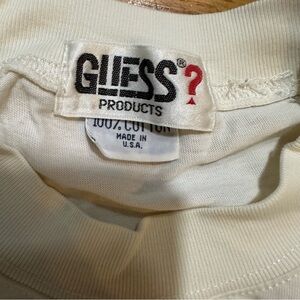 GUESS®?
PRODUCTS
100% COTTON
MADE IN
U.S.A.